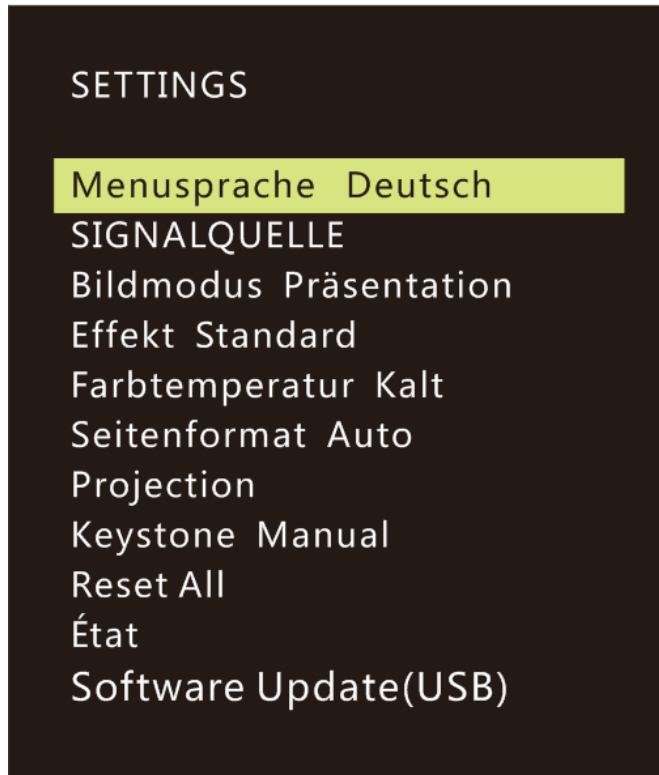 SETTINGS
Menusprache Deutsch
SIGNALQUELLE
Bildmodus Präsentation
Effekt Standard
Farbtemperatur Kalt
Seitenformat Auto
Projection
Keystone Manual
Reset All
État
Software Update(USB)